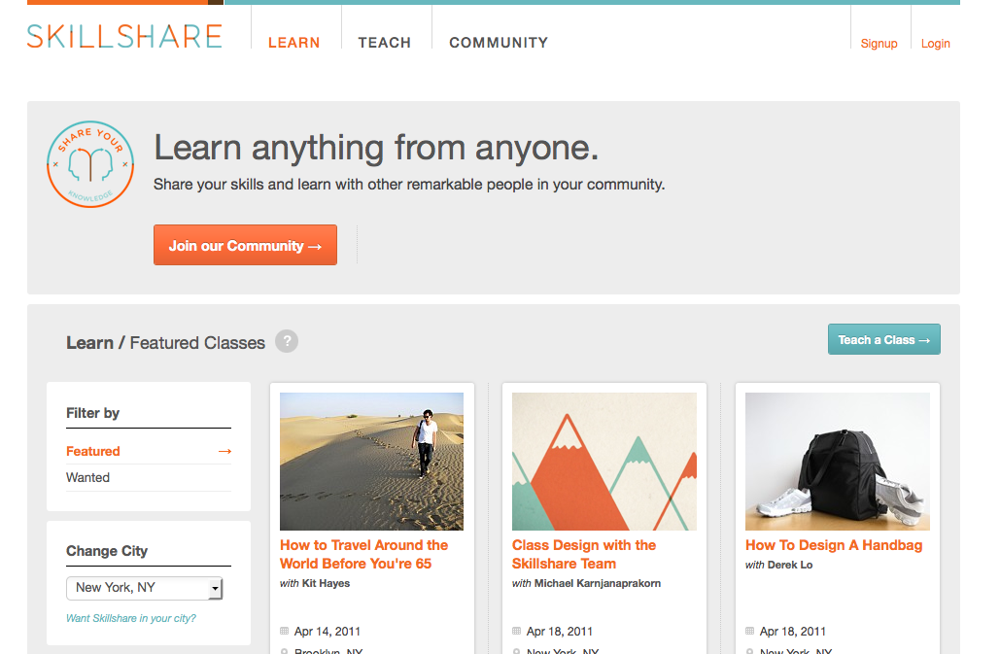 SKILLSHARE
LEARN
TEACH
COMMUNITY
Signup
Login
SHARE YOUR
KNOWLEDGE
Learn anything from anyone.
Share your skills and learn with other remarkable people in your community.
Join our Community →
Learn / Featured Classes ?
Teach a Class →
Filter by
Featured →
Wanted
Change City
New York, NY
Want Skillshare in your city?
How to Travel Around the
World Before You're 65
with Kit Hayes
Apr 14, 2011
Brooklyn, NY
Class Design with the
Skillshare Team
with Michael Karnjanaprakorn
Apr 18, 2011
New York, NY
How To Design A Handbag
with Derek Lo
Apr 18, 2011
New York, NY